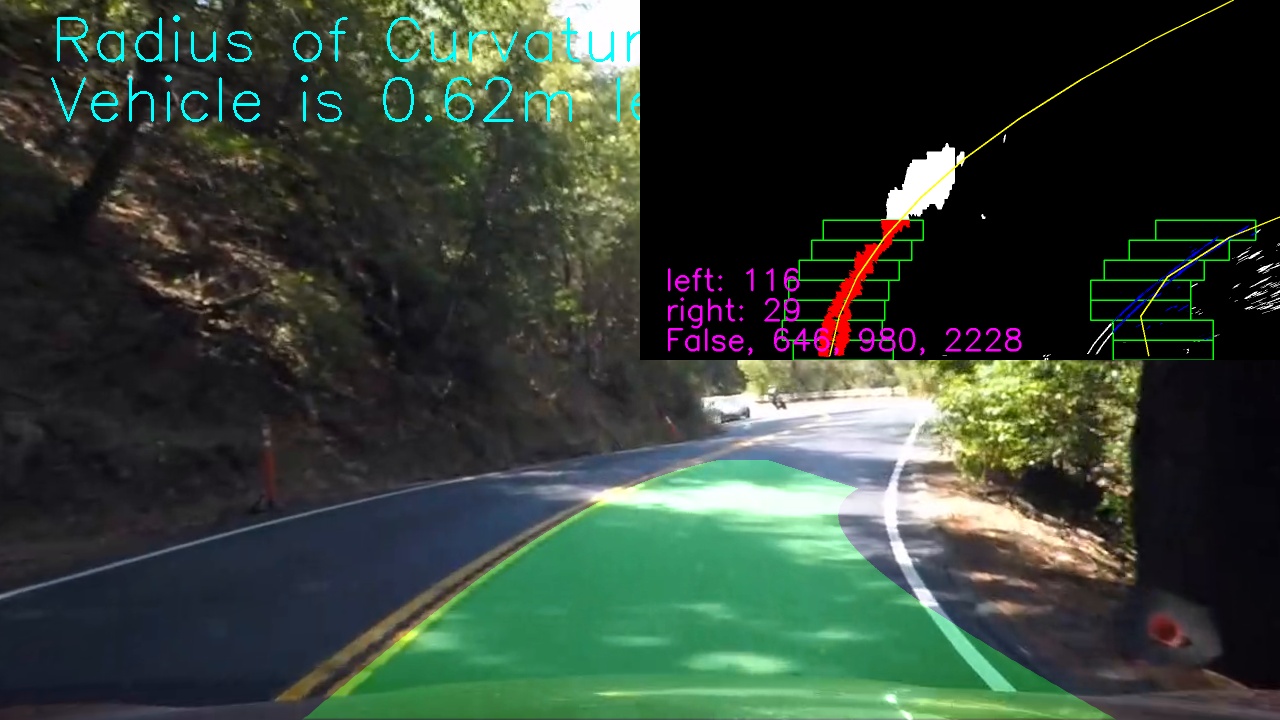 Radius of Curvatur
Vehicle is 0.62m le
left: 116
right: 29
False, 646, 980, 2228